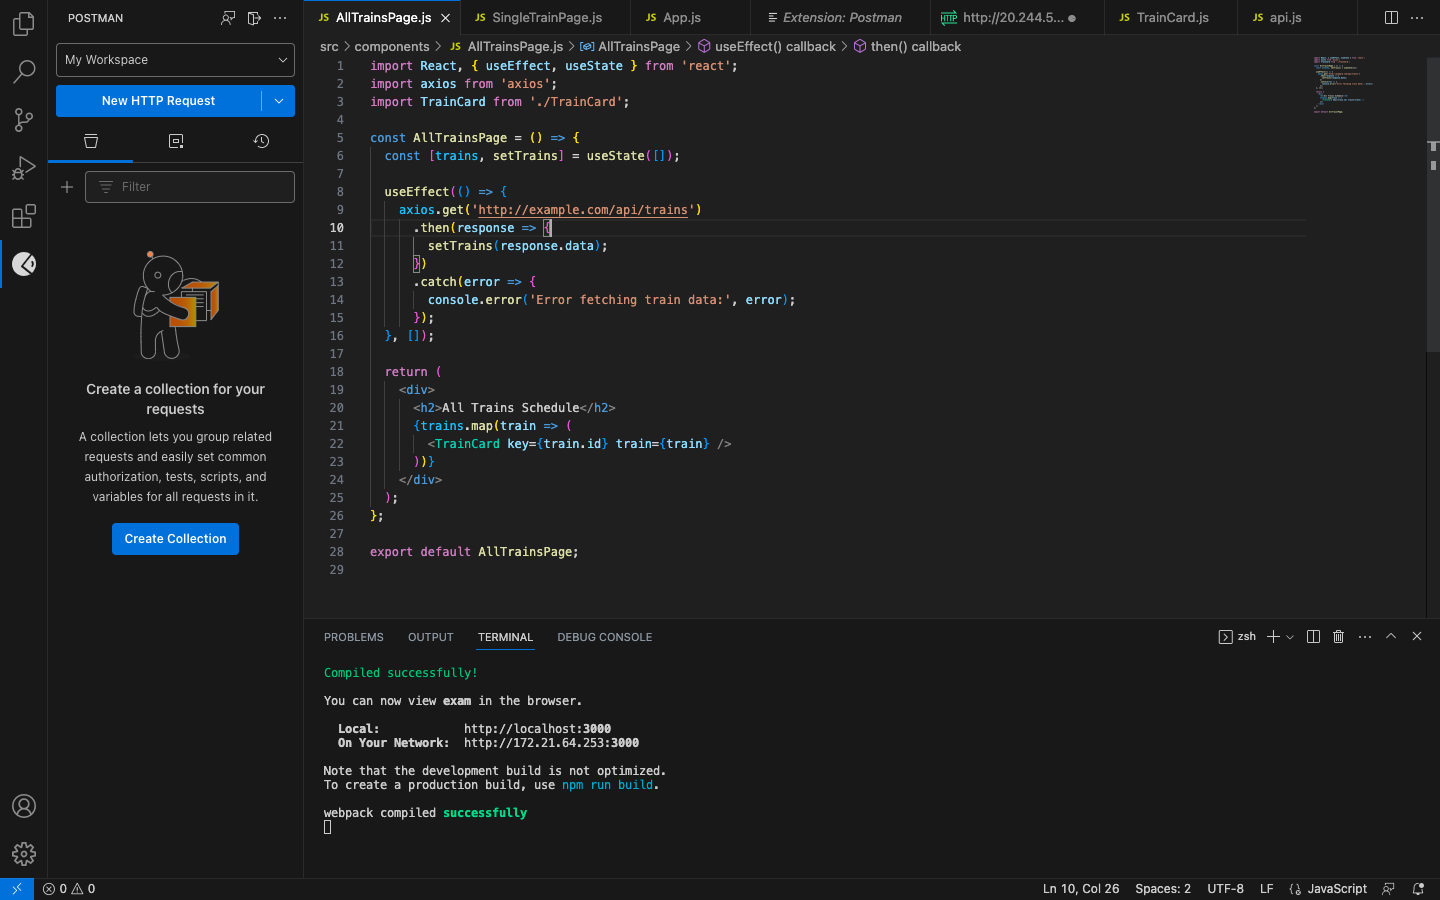 POSTMAN
My Workspace
New HTTP Request
Filter
Create a collection for your
requests
A collection lets you group related
requests and easily set common
authorization, tests, scripts, and
variables for all requests in it.
Create Collection
JS AllTrainsPage.js
JS SingleTrainPage.js
JS App.js
Extension: Postman
HTTP http://20.244.5...
JS TrainCard.js
JS api.js
src > components > JS AllTrainsPage.js > AllTrainsPage > useEffect() callback > then() callback
1 import React, { useEffect, useState } from 'react';
2 import axios from 'axios';
3 import TrainCard from './TrainCard';
4
5 const AllTrainsPage = () => {
6 const [trains, setTrains] = useState([]);
7
8 useEffect(() => {
9 axios.get('http://example.com/api/trains')
10 .then(response => {
11 setTrains(response.data);
12 })
13 .catch(error => {
14 console.error('Error fetching train data:', error);
15 });
16 }, []);
17
18 return (
19 <div>
20 <h2>All Trains Schedule</h2>
21 {trains.map(train => (
22 <TrainCard key={train.id} train={train} />
23 ))}
24 </div>
25 );
26 };
27
28 export default AllTrainsPage;
29
PROBLEMS OUTPUT TERMINAL DEBUG CONSOLE
zsh
Compiled successfully!
You can now view exam in the browser.
Local: http://localhost:3000
On Your Network: http://172.21.64.253:3000
Note that the development build is not optimized.
To create a production build, use npm run build.
webpack compiled successfully
0 0
Ln 10, Col 26 Spaces: 2 UTF-8 LF JavaScript